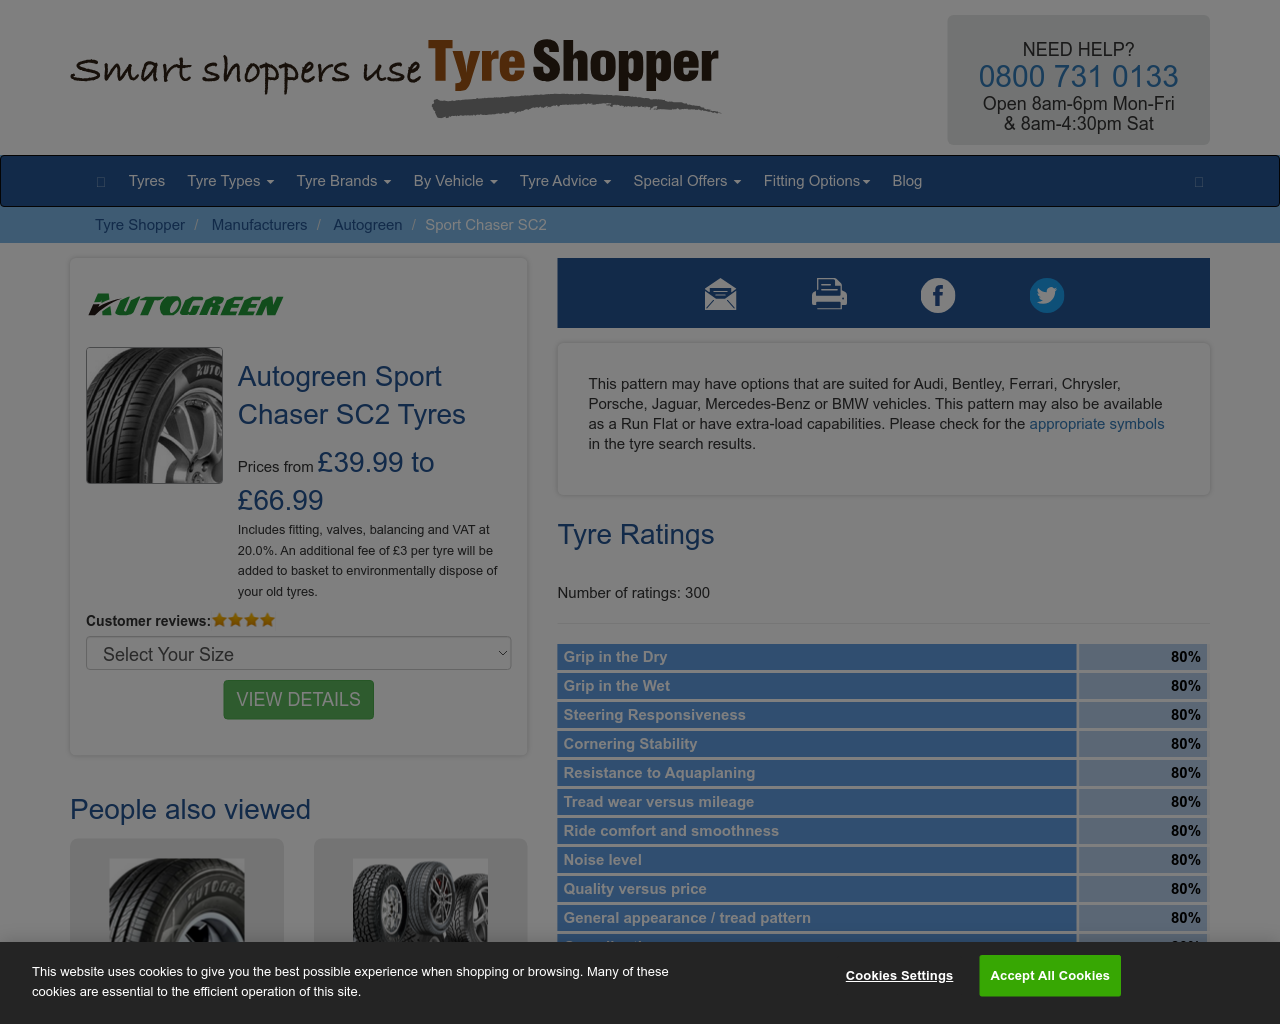 Smart shoppers use TyreShopper
NEED HELP?
0800 731 0133
Open 8am-6pm Mon-Fri
& 8am-4:30pm Sat
Tyres Tyre Types Tyre Brands By Vehicle Tyre Advice Special Offers Fitting Options Blog
Tyre Shopper / Manufacturers / Autogreen / Sport Chaser SC2
AUTOGREEN
Autogreen Sport
Chaser SC2 Tyres
Prices from £39.99 to
£66.99
Includes fitting, valves, balancing and VAT at
20.0%. An additional fee of £3 per tyre will be
added to basket to environmentally dispose of
your old tyres.
Customer reviews:
Select Your Size
VIEW DETAILS
People also viewed
AUTOGREE
This pattern may have options that are suited for Audi, Bentley, Ferrari, Chrysler,
Porsche, Jaguar, Mercedes-Benz or BMW vehicles. This pattern may also be available
as a Run Flat or have extra-load capabilities. Please check for the appropriate symbols
in the tyre search results.
Tyre Ratings
Number of ratings: 300
Grip in the Dry 80%
Grip in the Wet 80%
Steering Responsiveness 80%
Cornering Stability 80%
Resistance to Aquaplaning 80%
Tread wear versus mileage 80%
Ride comfort and smoothness 80%
Noise level 80%
Quality versus price 80%
General appearance / tread pattern 80%
This website uses cookies to give you the best possible experience when shopping or browsing. Many of these
cookies are essential to the efficient operation of this site.
Cookies Settings
Accept All Cookies